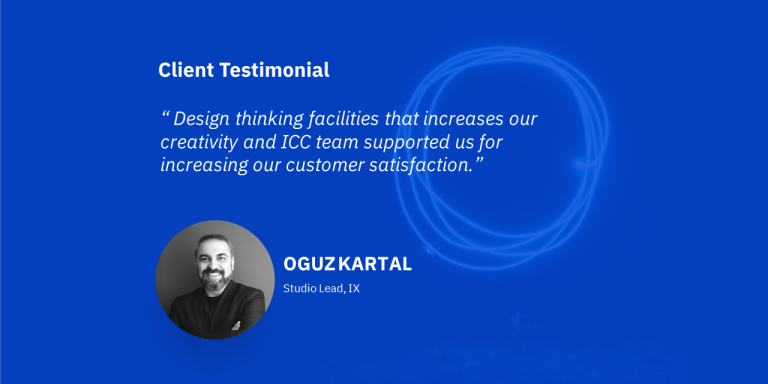 Client Testimonial
“ Design thinking facilities that increases our
creativity and ICC team supported us for
increasing our customer satisfaction.”
OGUZ KARTAL
Studio Lead, IX